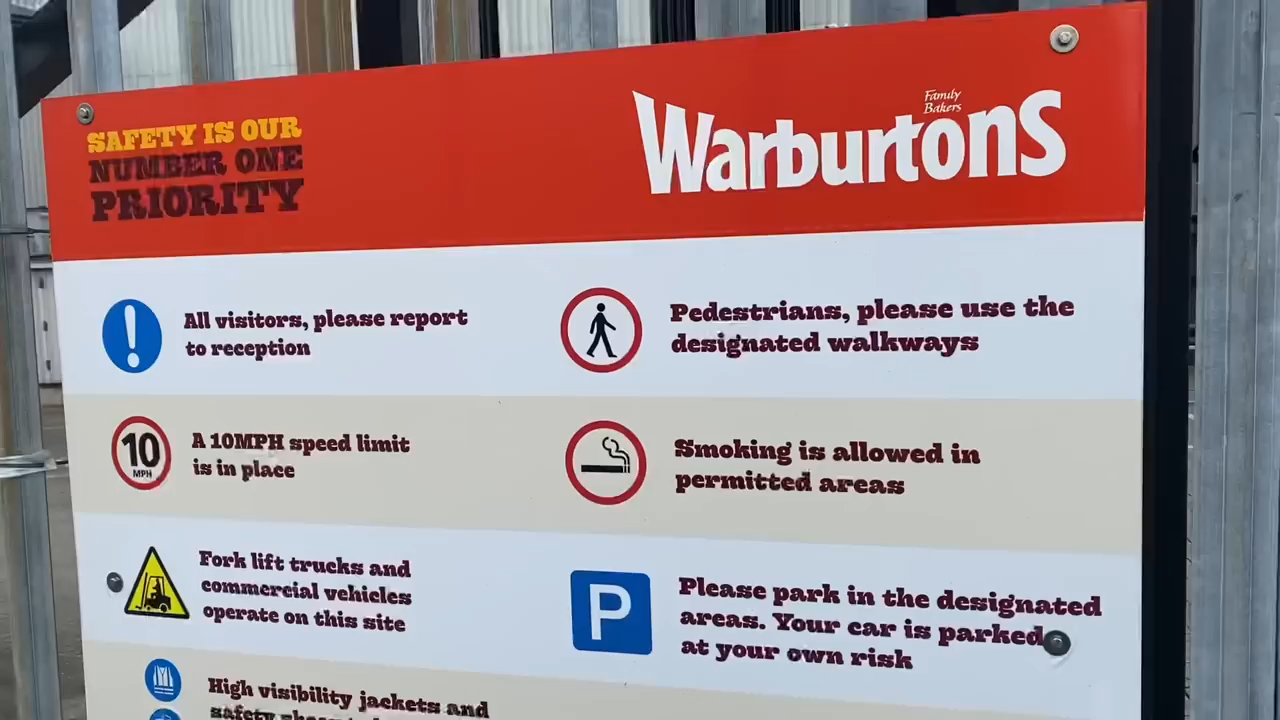 SAFETY IS OUR
NUMBER ONE
PRIORITY
Family
Bakers
Warburtons
All visitors, please report
to reception
Pedestrians, please use the
designated walkways
10
MPH
A 10MPH speed limit
is in place
Smoking is allowed in
permitted areas
Fork lift trucks and
commercial vehicles
operate on this site
P
Please park in the designated
areas. Your car is parked
at your own risk
High visibility jackets and
safety